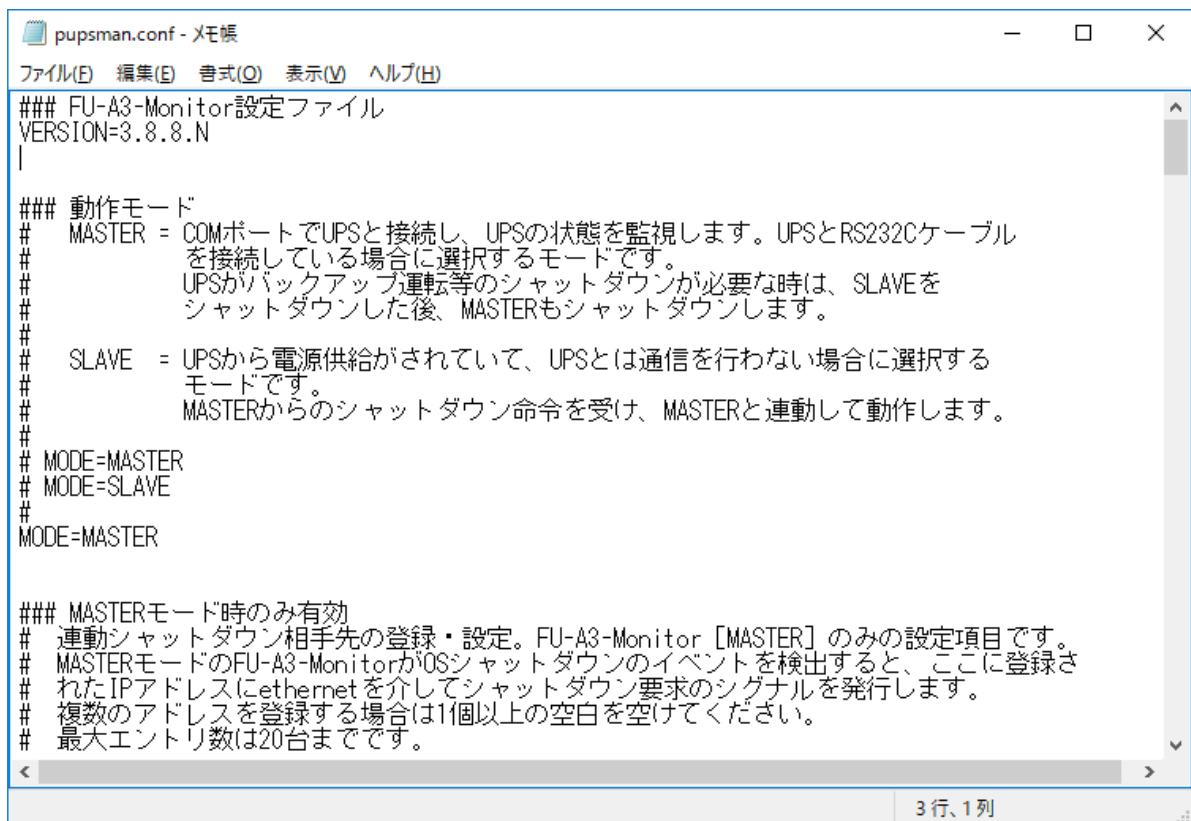 pupsman.conf - メモ帳
ファイル(F) 編集(E) 書式(O) 表示(V) ヘルプ(H)
### FU-A3-Monitor設定ファイル
VERSION=3.8.8.N
### 動作モード
#   MASTER = COMポートでUPSと接続し、UPSの状態を監視します。UPSとRS232Cケーブル
#            を接続している場合に選択するモードです。
#            UPSがバックアップ運転等のシャットダウンが必要な時は、SLAVEを
#            シャットダウンした後、MASTERもシャットダウンします。
#
#   SLAVE  = UPSから電源供給がされていて、UPSとは通信を行わない場合に選択する
#            モードです。
#            MASTERからのシャットダウン命令を受け、MASTERと連動して動作します。
#
# MODE=MASTER
# MODE=SLAVE
#
MODE=MASTER
### MASTERモード時のみ有効
#  連動シャットダウン相手先の登録・設定。FU-A3-Monitor［MASTER］のみの設定項目です。
#  MASTERモードのFU-A3-MonitorがOSシャットダウンのイベントを検出すると、ここに登録さ
#  れたIPアドレスにethernetを介してシャットダウン要求のシグナルを発行します。
#  複数のアドレスを登録する場合は1個以上の空白を空けてください。
#  最大エントリ数は20台までです。
3 行、1 列